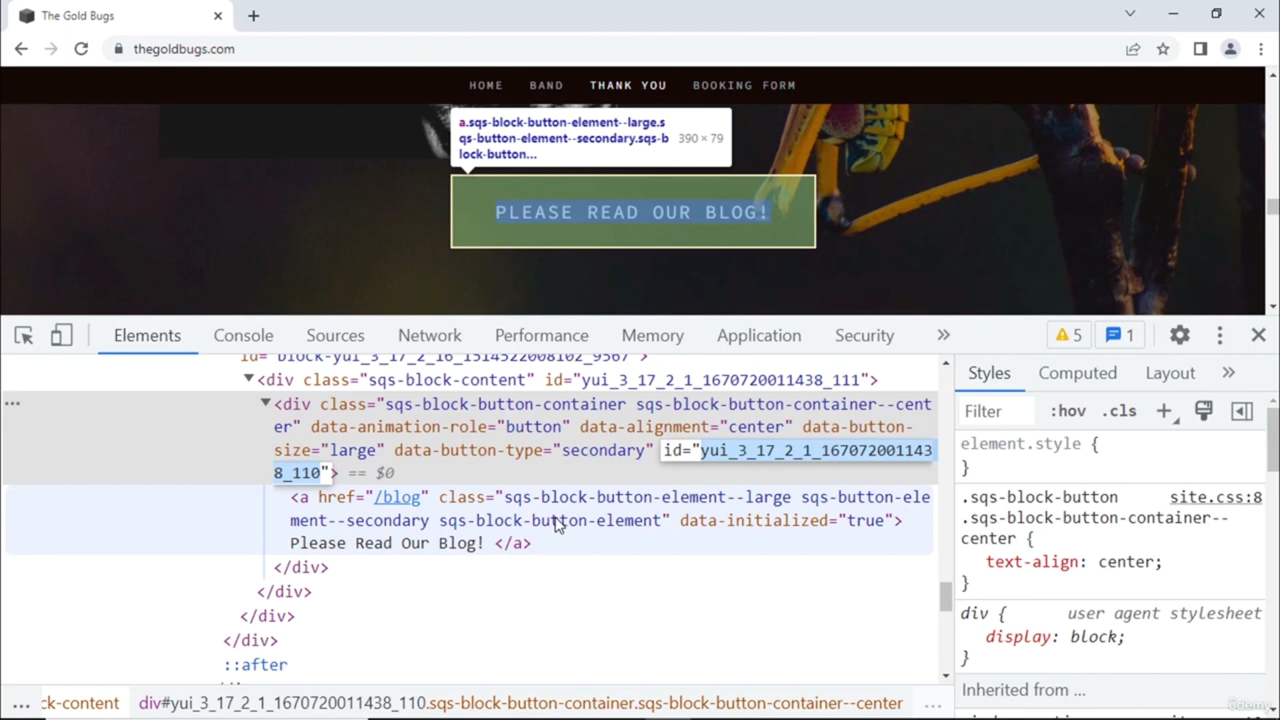 The Gold Bugs
thegoldbugs.com
HOME BAND THANK YOU BOOKING FORM
a.sqs-block-button-element--large.s
qs-button-element--secondary.sqs-b
lock-button...
390 × 79
PLEASE READ OUR BLOG!
Elements Console Sources Network Performance Memory Application Security » 5 1
id="block-yui_3_17_2_16_1514522008102_9567">
<div class="sqs-block-content" id="yui_3_17_2_1_1670720011438_111">
<div class="sqs-block-button-container sqs-block-button-container--cent
er" data-animation-role="button" data-alignment="center" data-button-
size="large" data-button-type="secondary" id="yui_3_17_2_1_167072001143
8_110"> == $0
<a href="/blog" class="sqs-block-button-element--large sqs-button-ele
ment--secondary sqs-block-button-element" data-initialized="true">
Please Read Our Blog! </a>
</div>
</div>
</div>
</div>
::after
... ck-content div#yui_3_17_2_1_1670720011438_110.sqs-block-button-container.sqs-block-button-container--center ...
Styles Computed Layout »
Filter :hov .cls +
element.style {
}
.sqs-block-button site.css:8
.sqs-block-button-container--
center {
text-align: center;
}
div { user agent stylesheet
display: block;
}
Inherited from ...
ûdemy